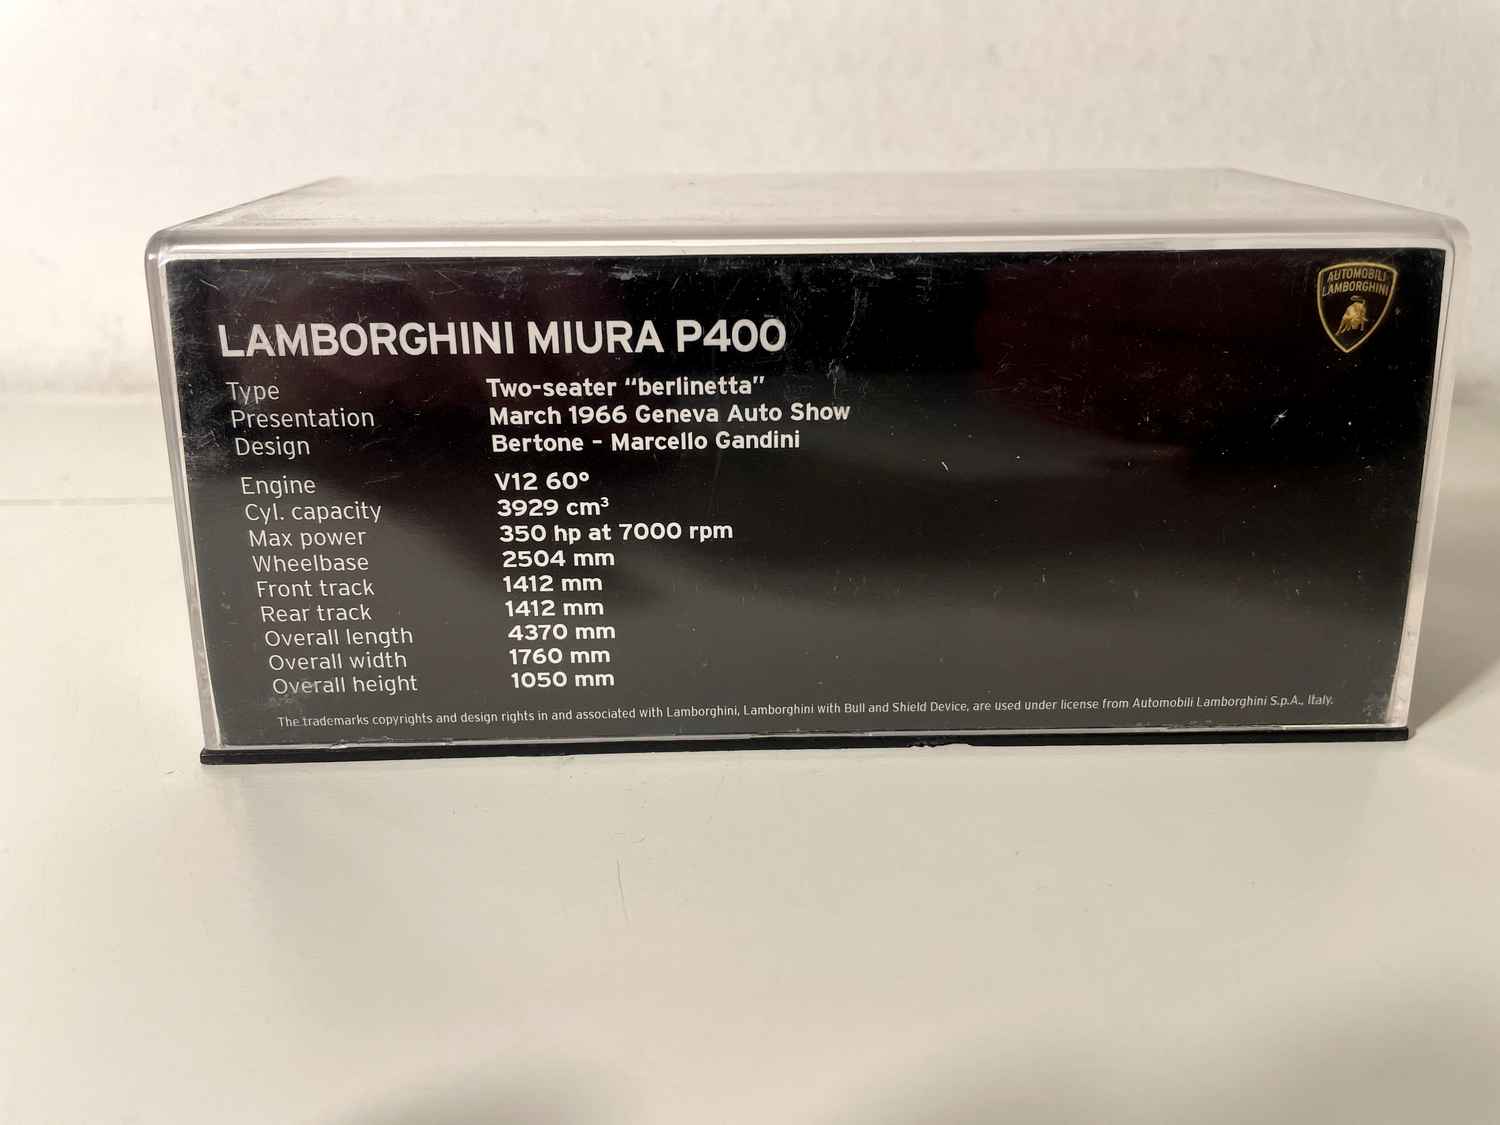 AUTOMOBILI
LAMBORGHINI
LAMBORGHINI MIURA P400
Type Two-seater “berlinetta”
Presentation March 1966 Geneva Auto Show
Design Bertone - Marcello Gandini
Engine V12 60°
Cyl. capacity 3929 cm³
Max power 350 hp at 7000 rpm
Wheelbase 2504 mm
Front track 1412 mm
Rear track 1412 mm
Overall length 4370 mm
Overall width 1760 mm
Overall height 1050 mm
The trademarks copyrights and design rights in and associated with Lamborghini, Lamborghini with Bull and Shield Device, are used under license from Automobili Lamborghini S.p.A., Italy.